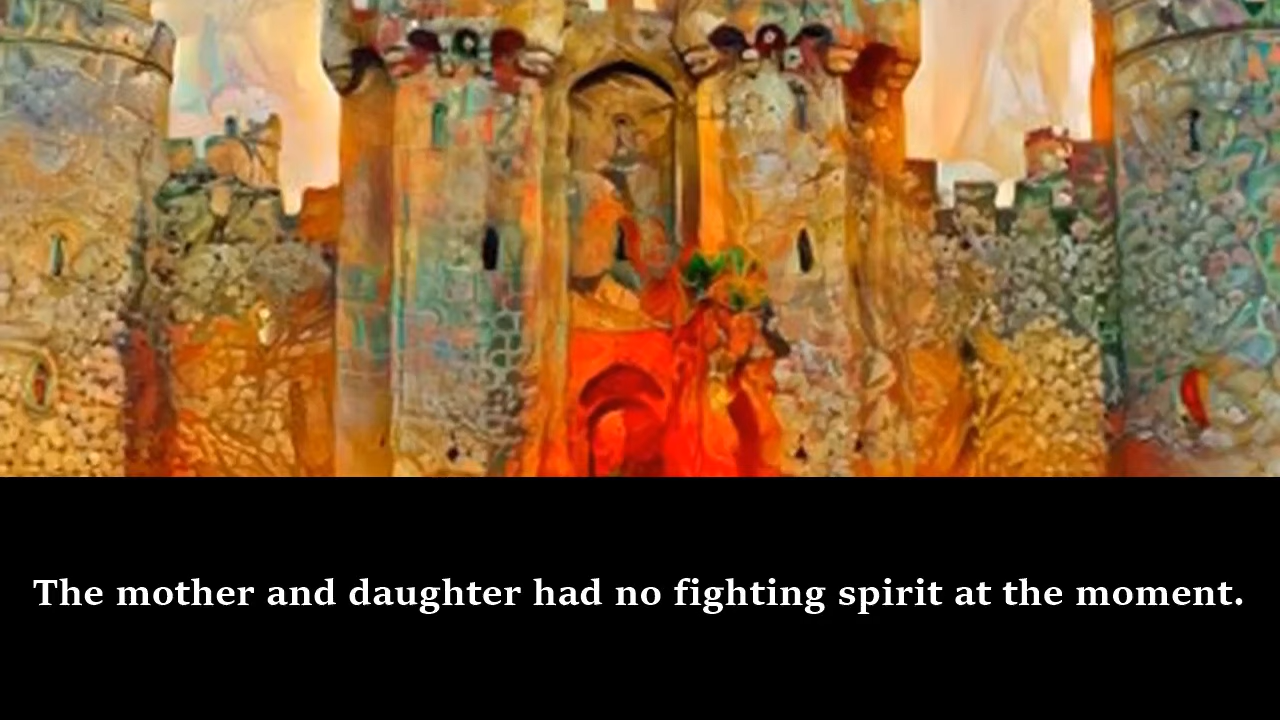 The mother and daughter had no fighting spirit at the moment.